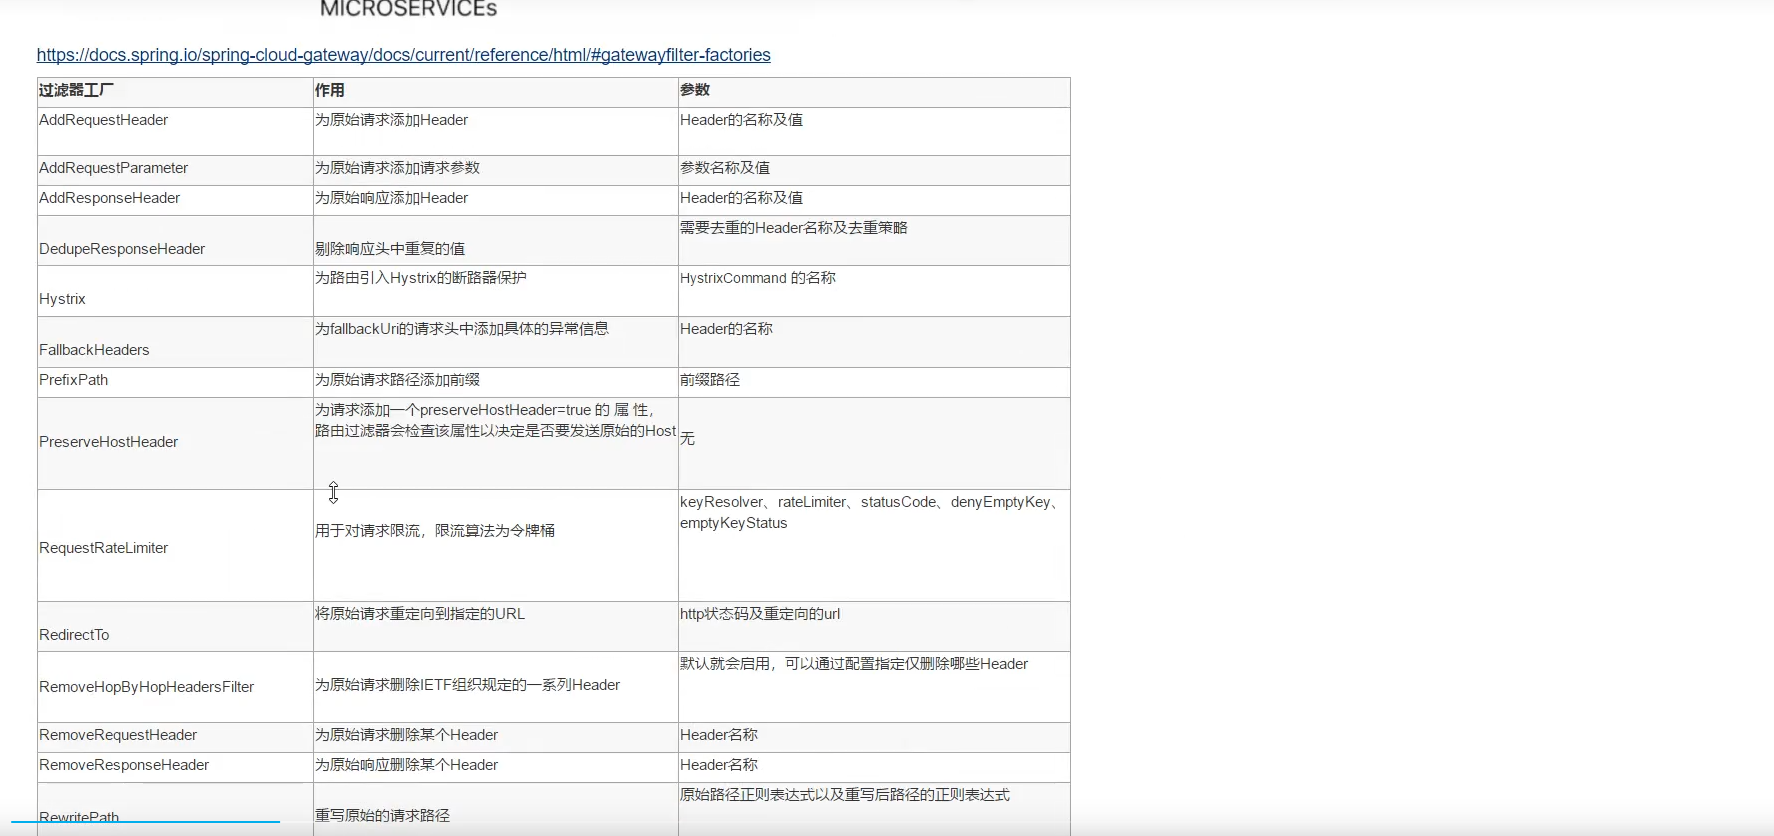 MICROSERVICEs
https://docs.spring.io/spring-cloud-gateway/docs/current/reference/html/#gatewayfilter-factories
过滤器工厂 作用 参数
AddRequestHeader 为原始请求添加Header Header的名称及值
AddRequestParameter 为原始请求添加请求参数 参数名称及值
AddResponseHeader 为原始响应添加Header Header的名称及值
DedupeResponseHeader 剔除响应头中重复的值 需要去重的Header名称及去重策略
Hystrix 为路由引入Hystrix的断路器保护 HystrixCommand 的名称
FallbackHeaders 为fallbackUri的请求头中添加具体的异常信息 Header的名称
PrefixPath 为原始请求路径添加前缀 前缀路径
PreserveHostHeader 为请求添加一个preserveHostHeader=true 的 属 性，
路由过滤器会检查该属性以决定是否要发送原始的Host 无
RequestRateLimiter 用于对请求限流，限流算法为令牌桶 keyResolver、rateLimiter、statusCode、denyEmptyKey、
emptyKeyStatus
RedirectTo 将原始请求重定向到指定的URL http状态码及重定向的url
RemoveHopByHopHeadersFilter 为原始请求删除IETF组织规定的一系列Header 默认就会启用，可以通过配置指定仅删除哪些Header
RemoveRequestHeader 为原始请求删除某个Header Header名称
RemoveResponseHeader 为原始响应删除某个Header Header名称
RewritePath 重写原始的请求路径 原始路径正则表达式以及重写后路径的正则表达式